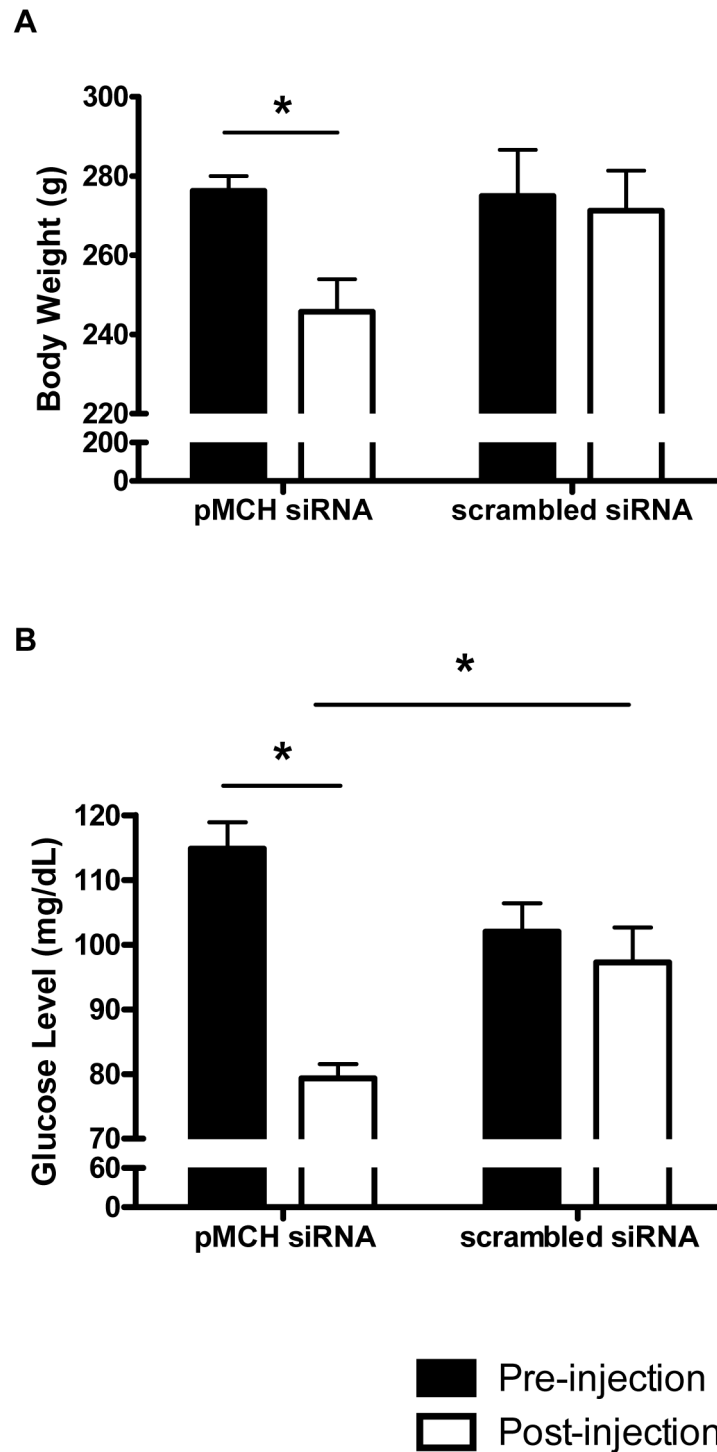 A
*
300
280
260
240
220
200
0
Body Weight (g)
pMCH siRNA
scrambled siRNA
B
*
*
120
110
100
90
80
70
60
0
Glucose Level (mg/dL)
pMCH siRNA
scrambled siRNA
Pre-injection
Post-injection